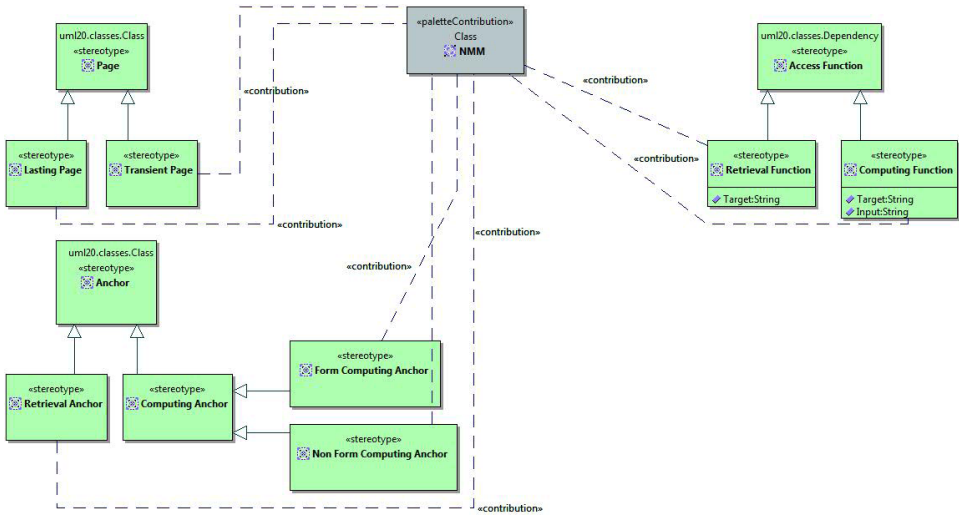 «paletteContribution»
Class
NMM
uml20.classes.Class
«stereotype»
Page
uml20.classes.Dependency
«stereotype»
Access Function
«contribution»
«stereotype»
Lasting Page
«stereotype»
Transient Page
«contribution»
«stereotype»
Retrieval Function
Target:String
«stereotype»
Computing Function
Target:String
Input:String
«contribution»
«contribution»
uml20.classes.Class
«stereotype»
Anchor
«contribution»
«stereotype»
Form Computing Anchor
«stereotype»
Retrieval Anchor
«stereotype»
Computing Anchor
«stereotype»
Non Form Computing Anchor
«contribution»